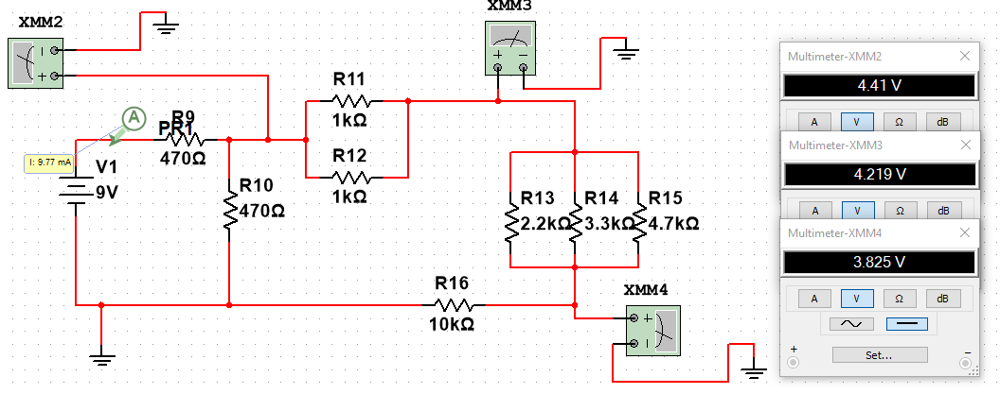 XMM2
XMM3
Multimeter-XMM2
4.41 V
A V Ω dB
R11
1kΩ
A
R9
PR1
470Ω
I: 9.77 mA
R12
1kΩ
V1
9V
R10
470Ω
R13
2.2kΩ
R14
3.3kΩ
R15
4.7kΩ
Multimeter-XMM3
4.219 V
A V Ω dB
Multimeter-XMM4
3.825 V
A V Ω dB
R16
10kΩ
XMM4
Set...